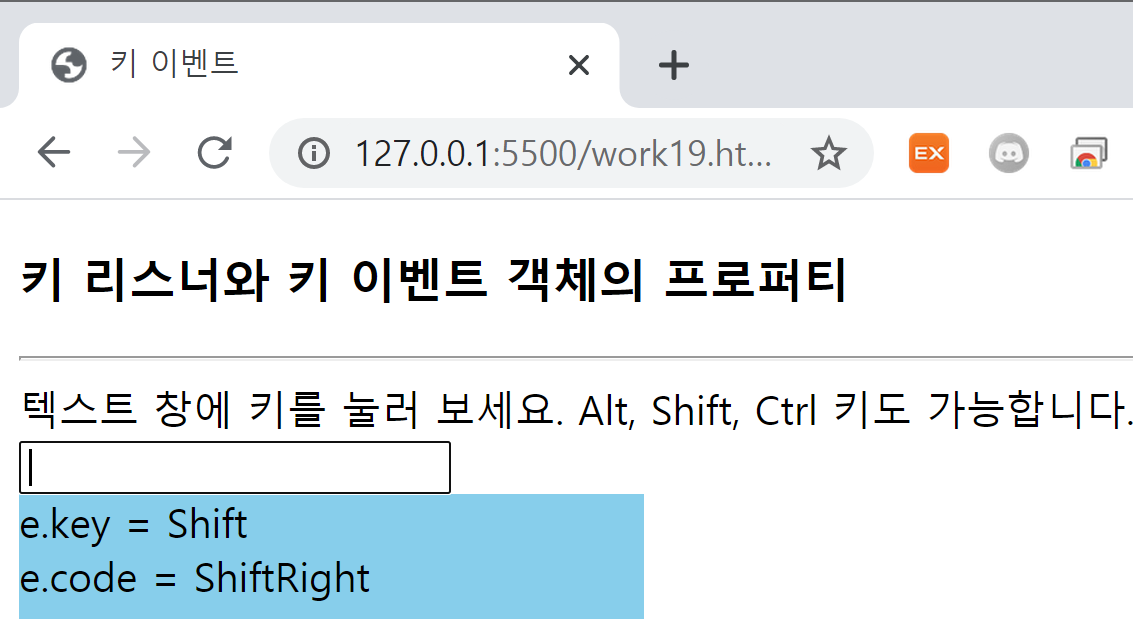 키 이벤트
127.0.0.1:5500/work19.ht...
EX
키 리스너와 키 이벤트 객체의 프로퍼티
텍스트 창에 키를 눌러 보세요. Alt, Shift, Ctrl 키도 가능합니다.
e.key = Shift
e.code = ShiftRight